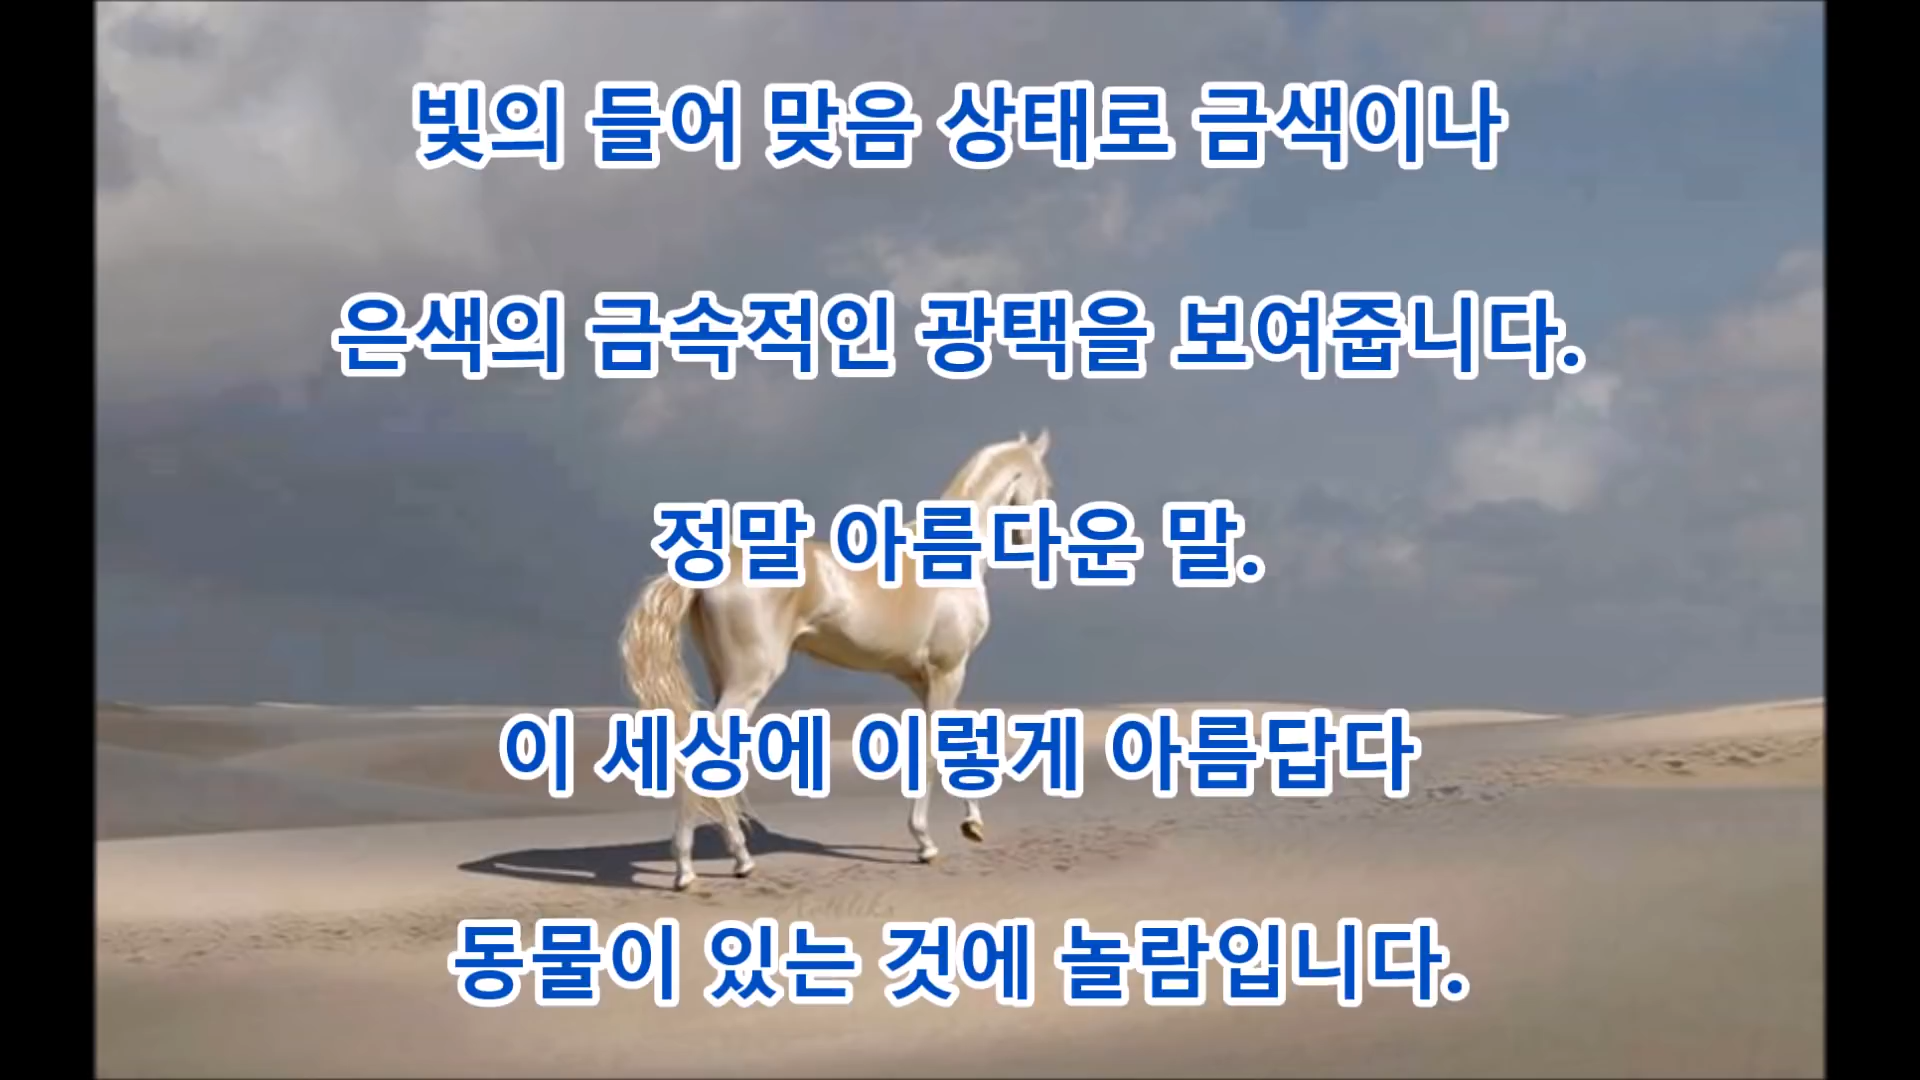 빛의 들어 맞음 상태로 금색이나
은색의 금속적인 광택을 보여줍니다.
정말 아름다운 말.
이 세상에 이렇게 아름답다
동물이 있는 것에 놀람입니다.